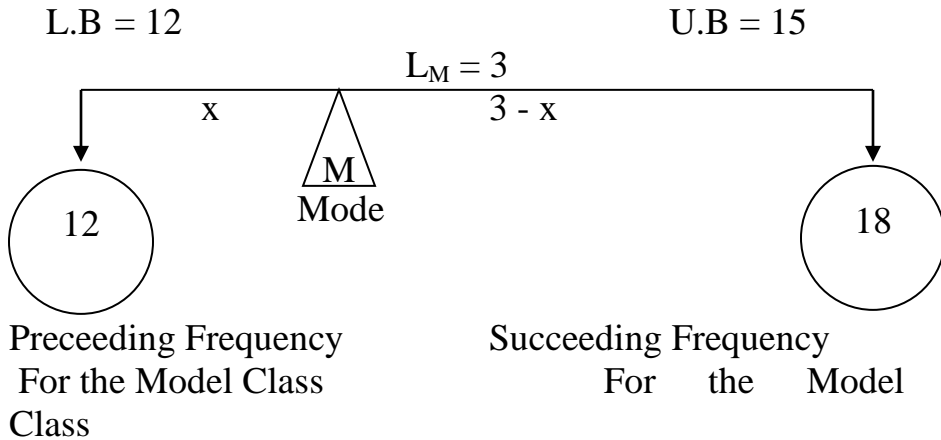 L.B = 12 U.B = 15
L_M = 3
x 3 - x
M
Mode
12 18
Preceeding Frequency Succeeding Frequency
For the Model Class For the Model
Class